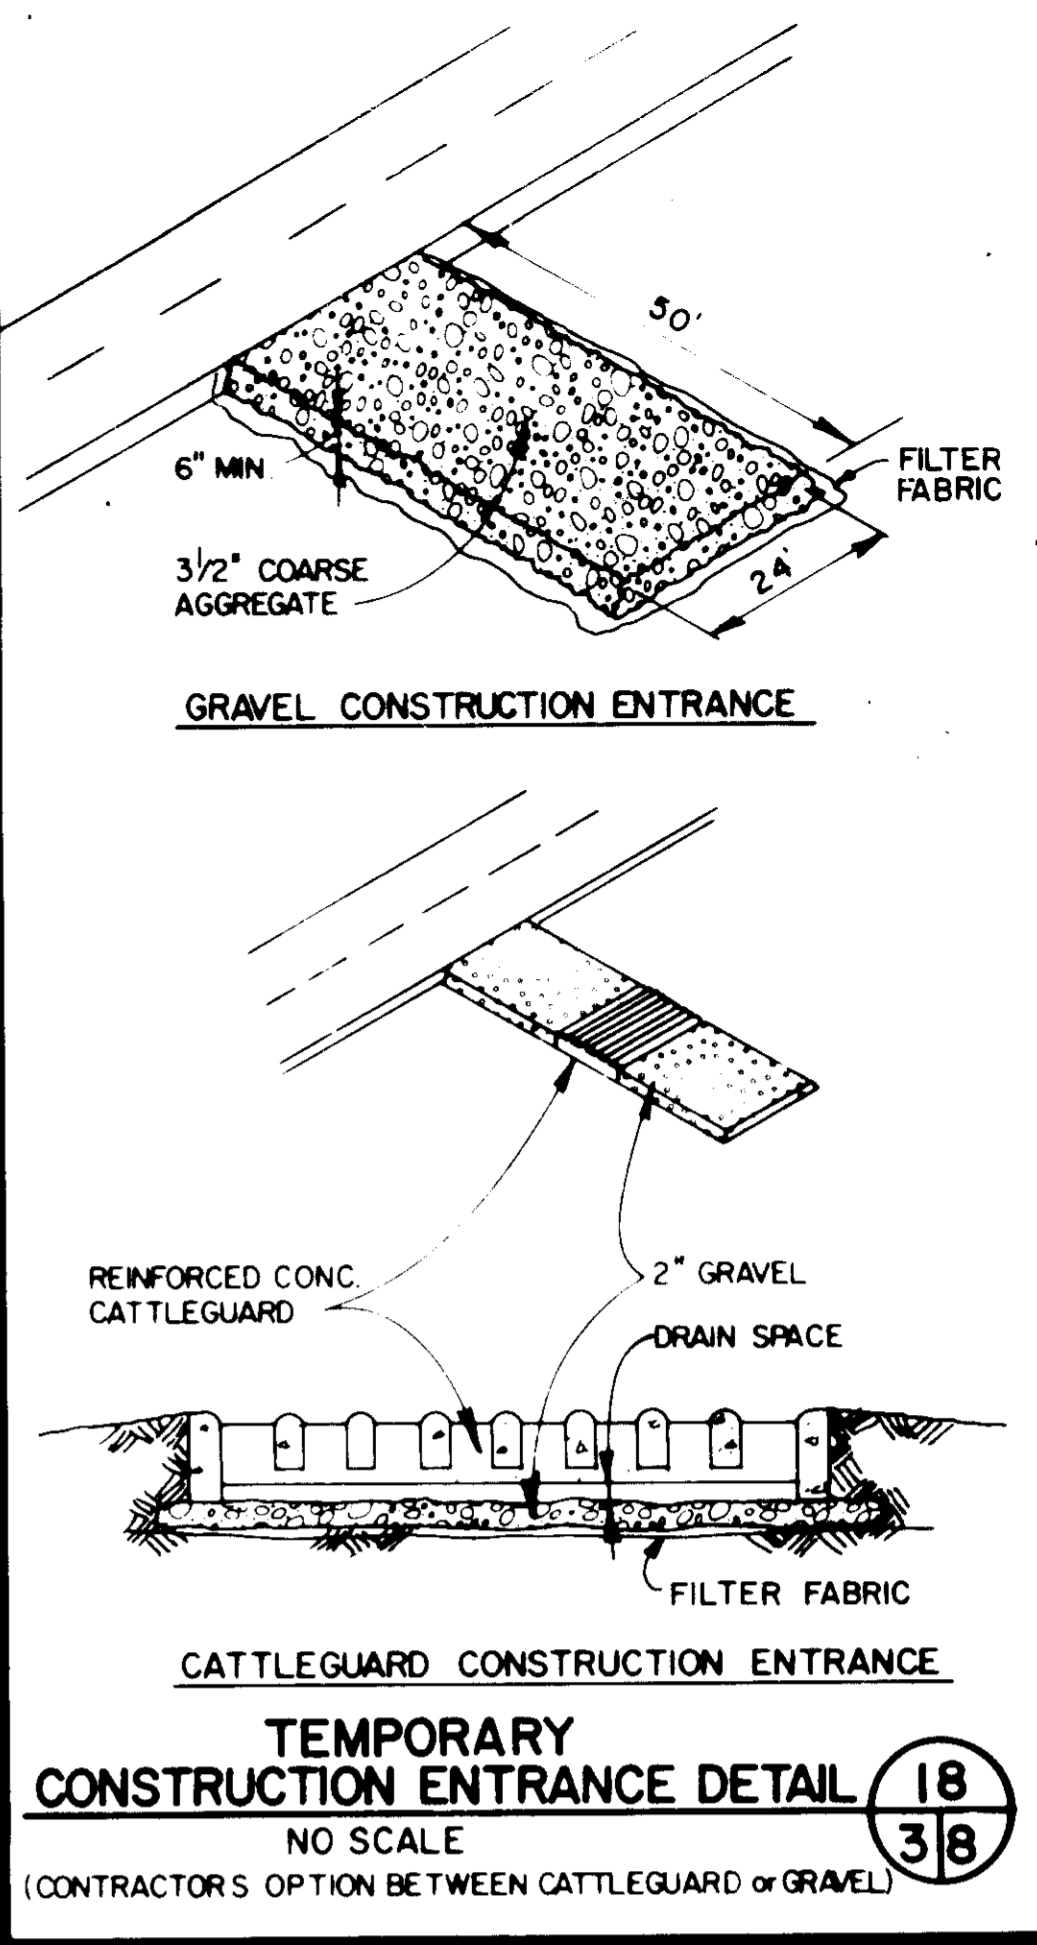 50'
6" MIN
FILTER
FABRIC
3 1/2" COARSE
AGGREGATE
24'
GRAVEL CONSTRUCTION ENTRANCE
REINFORCED CONC.
CATTLEGUARD
2" GRAVEL
DRAIN SPACE
FILTER FABRIC
CATTLEGUARD CONSTRUCTION ENTRANCE
TEMPORARY
CONSTRUCTION ENTRANCE DETAIL
18
3|8
NO SCALE
(CONTRACTORS OPTION BETWEEN CATTLEGUARD or GRAVEL)